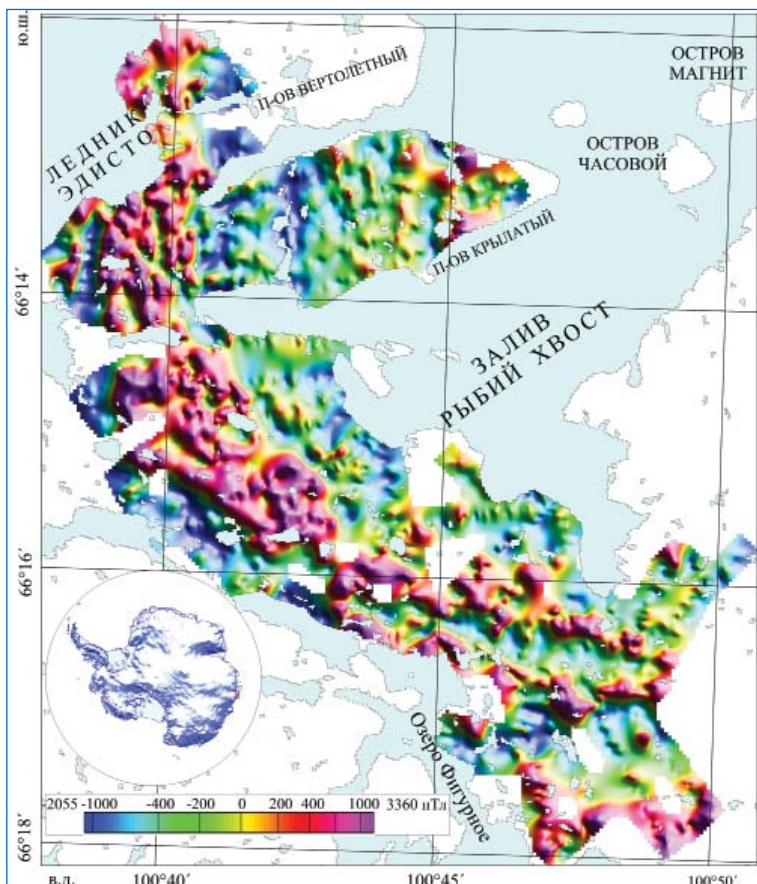 ю.ш.
ОСТРОВ
МАГНИТ
П-ОВ ВЕРТОЛЕТНЫЙ
ЛЕДНИК
ЭДИСТО
ОСТРОВ
ЧАСОВОЙ
П-ОВ КРЫЛАТЫЙ
66°14´
ЗАЛИВ
РЫБИЙ ХВОСТ
66°16´
Озеро Фигурное
2055 -1000 -400 -200 0 200 400 1000 3360 нТл
66°18´
в.д. 100°40´ 100°45´ 100°50´